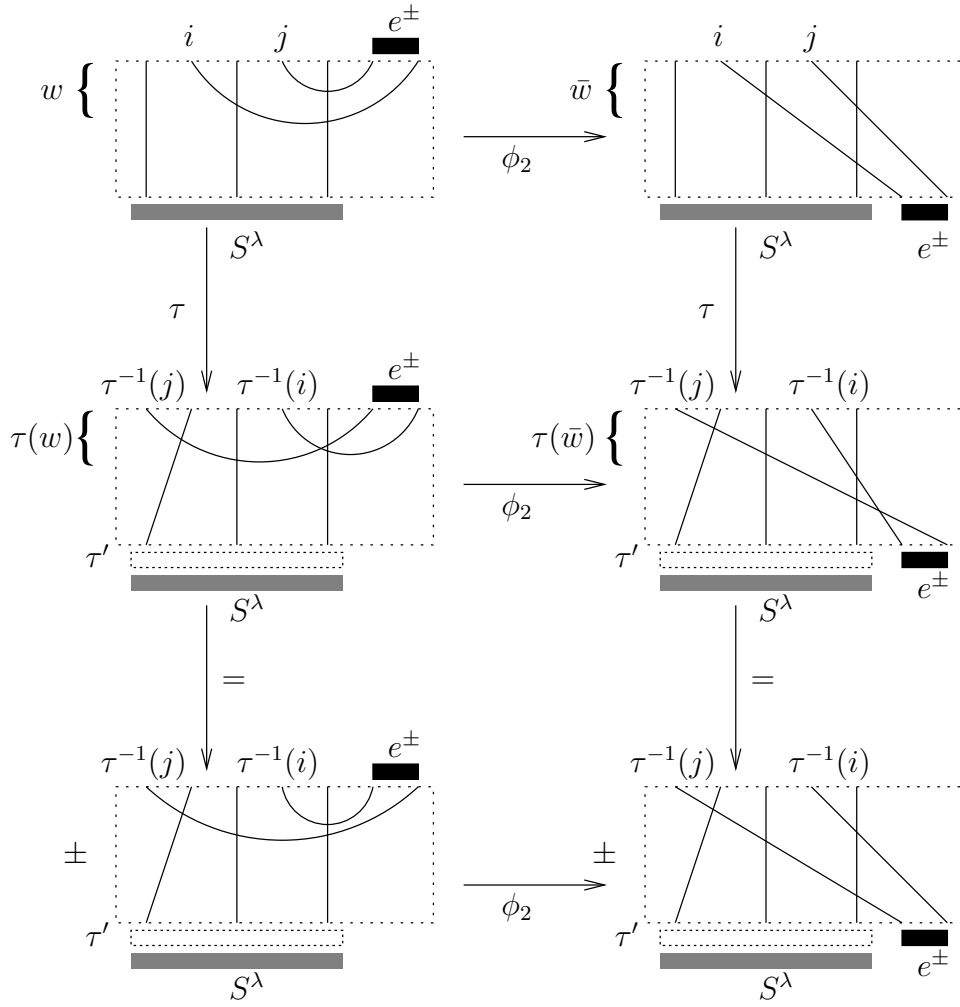 i j e^± i j
w { w̄ {
ϕ_2
S^λ S^λ e^±
τ τ
τ^{-1}(j) τ^{-1}(i) e^± τ^{-1}(j) τ^{-1}(i)
τ(w) { τ(w̄) {
ϕ_2
τ′ τ′
S^λ S^λ e^±
= =
τ^{-1}(j) τ^{-1}(i) e^± τ^{-1}(j) τ^{-1}(i)
± ±
ϕ_2
τ′ τ′
S^λ S^λ e^±